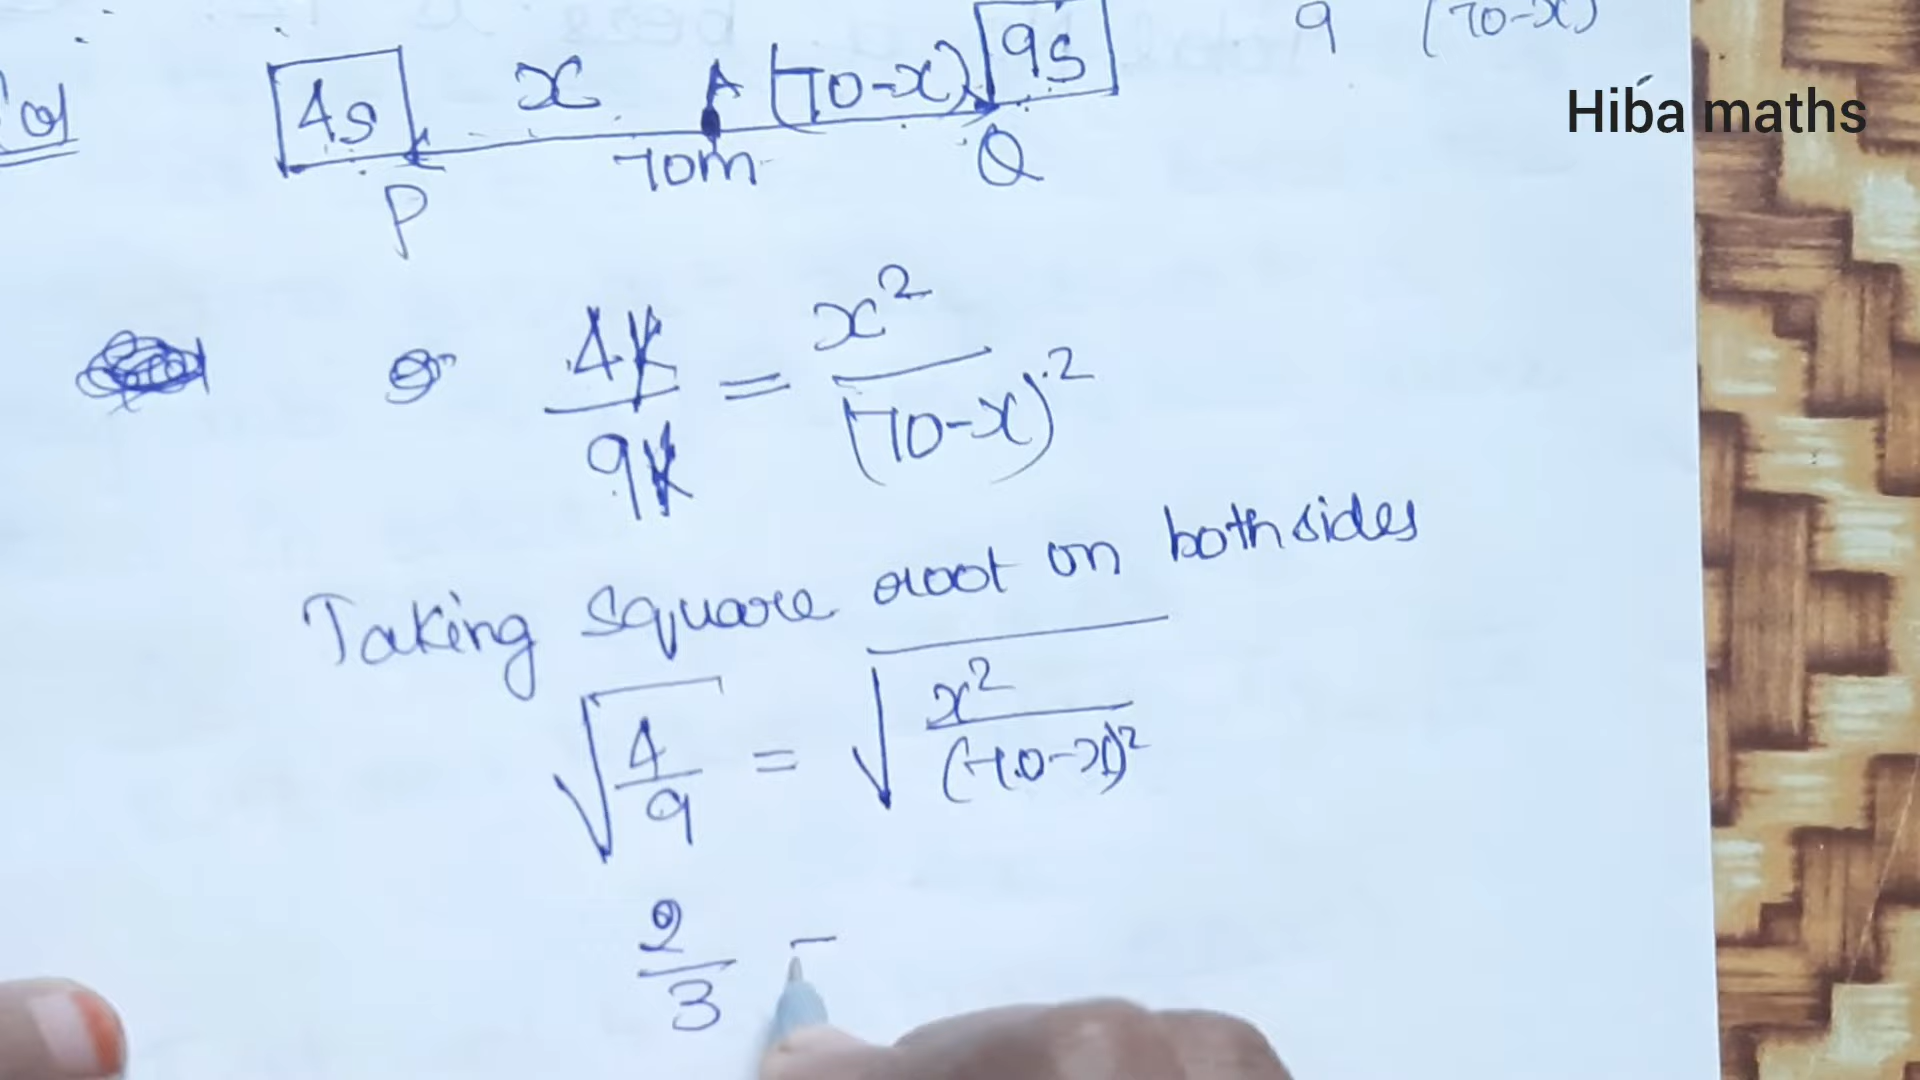 9 (70-x)
4s x A (70-x) 9s
70m
P Q
Hiba maths
4k/9k = x²/(70-x)²
Taking square root on both sides
√4/9 = √x²/(70-x)²
2/3